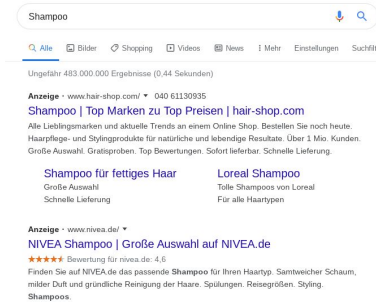 Shampoo
Alle Bilder Shopping Videos News Mehr Einstellungen Suchfilt
Ungefähr 483.000.000 Ergebnisse (0,44 Sekunden)
Anzeige · www.hair-shop.com/ 040 61130935
Shampoo | Top Marken zu Top Preisen | hair-shop.com
Alle Lieblingsmarken und aktuelle Trends an einem Online Shop. Bestellen Sie noch heute.
Haarpflege- und Stylingprodukte für natürliche und lebendige Resultate. Über 1 Mio. Kunden.
Große Auswahl. Gratisproben. Top Bewertungen. Sofort lieferbar. Schnelle Lieferung.
Shampoo für fettiges Haar
Große Auswahl
Schnelle Lieferung
Loreal Shampoo
Tolle Shampoos von Loreal
Für alle Haartypen
Anzeige · www.nivea.de/
NIVEA Shampoo | Große Auswahl auf NIVEA.de
Bewertung für nivea.de: 4,6
Finden Sie auf NIVEA.de das passende Shampoo für Ihren Haartyp. Samtweicher Schaum,
milder Duft und gründliche Reinigung der Haare. Spülungen. Reisegrößen. Styling.
Shampoos.